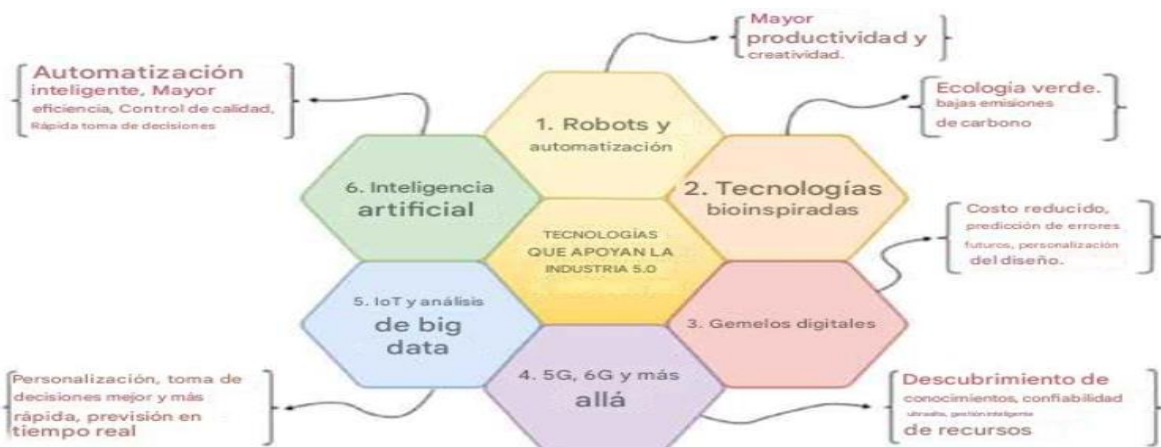 Mayor
productividad y
creatividad.
Automatización
inteligente, Mayor
eficiencia, Control de calidad,
Rápida toma de decisiones
Ecología verde.
bajas emisiones
de carbono
1. Robots y
automatización
6. Inteligencia
artificial
2. Tecnologías
bioinspiradas
TECNOLOGÍAS
QUE APOYAN LA
INDUSTRIA 5.0
Costo reducido,
predicción de errores
futuros, personalización
del diseño.
5. IoT y análisis
de big
data
3. Gemelos digitales
4. 5G, 6G y más
allá
Personalización, toma de
decisiones mejor y más
rápida, previsión en
tiempo real
Descubrimiento de
conocimientos, confiabilidad
gestión inteligente
de recursos